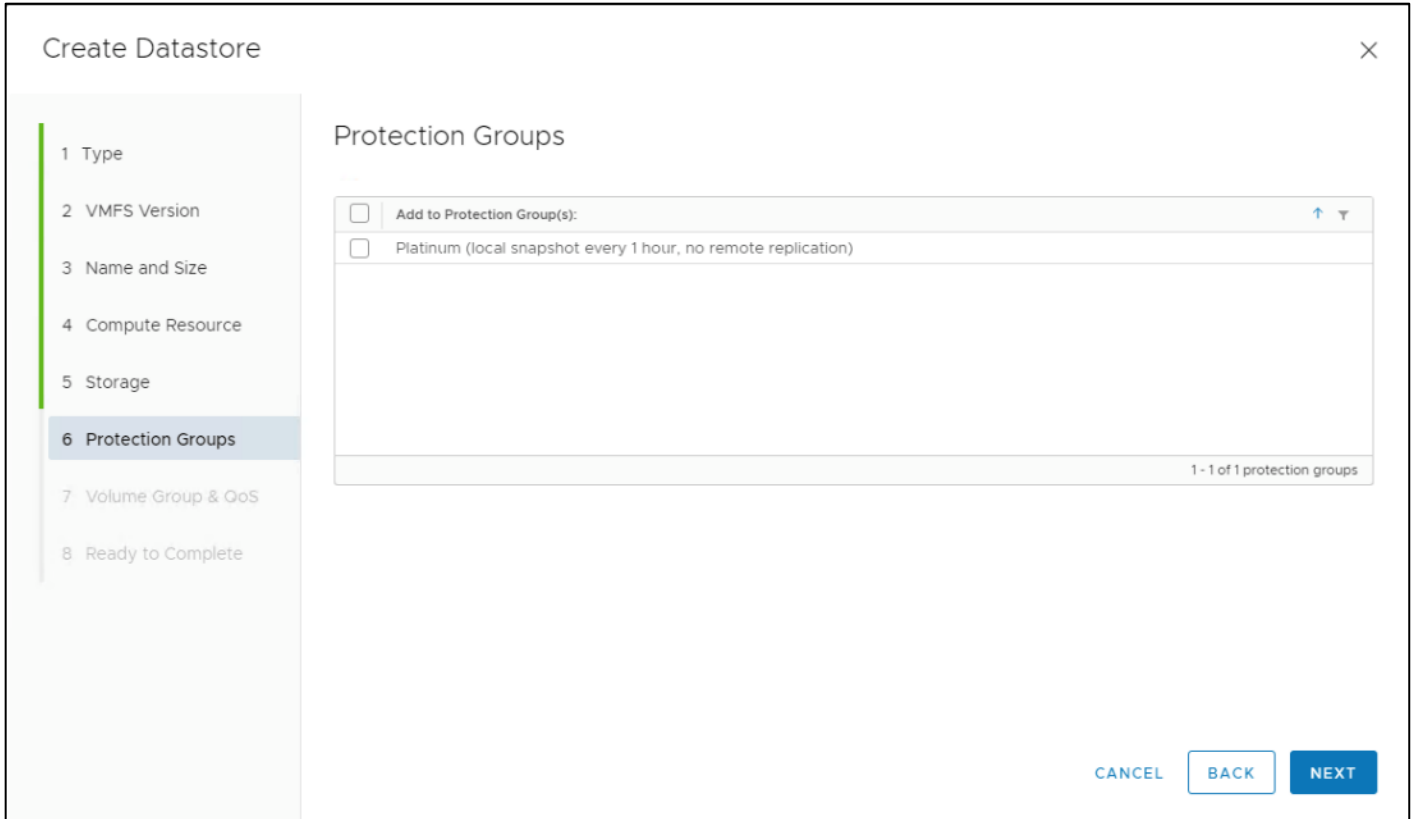 Create Datastore
1 Type
2 VMFS Version
3 Name and Size
4 Compute Resource
5 Storage
6 Protection Groups
7 Volume Group & QoS
8 Ready to Complete
Protection Groups
Add to Protection Group(s):
Platinum (local snapshot every 1 hour, no remote replication)
1 - 1 of 1 protection groups
CANCEL BACK NEXT